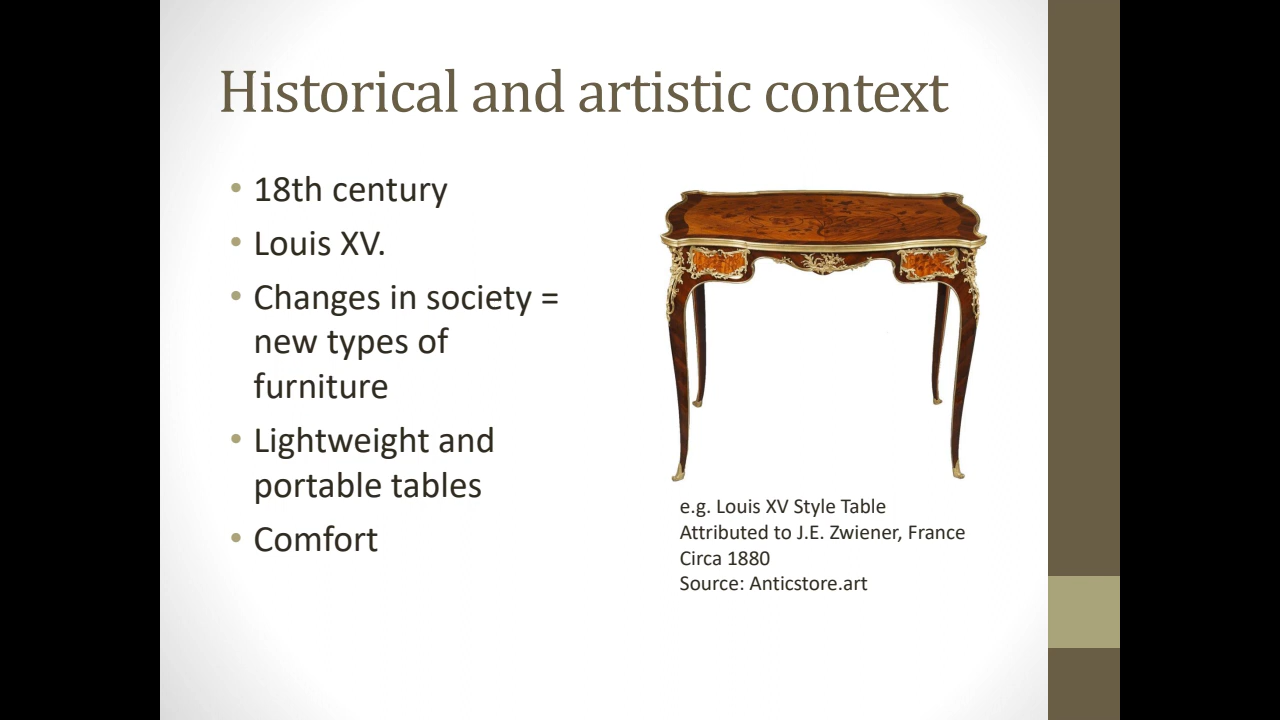 Historical and artistic context
• 18th century
• Louis XV.
• Changes in society =
new types of
furniture
• Lightweight and
portable tables
• Comfort
e.g. Louis XV Style Table
Attributed to J.E. Zwiener, France
Circa 1880
Source: Anticstore.art